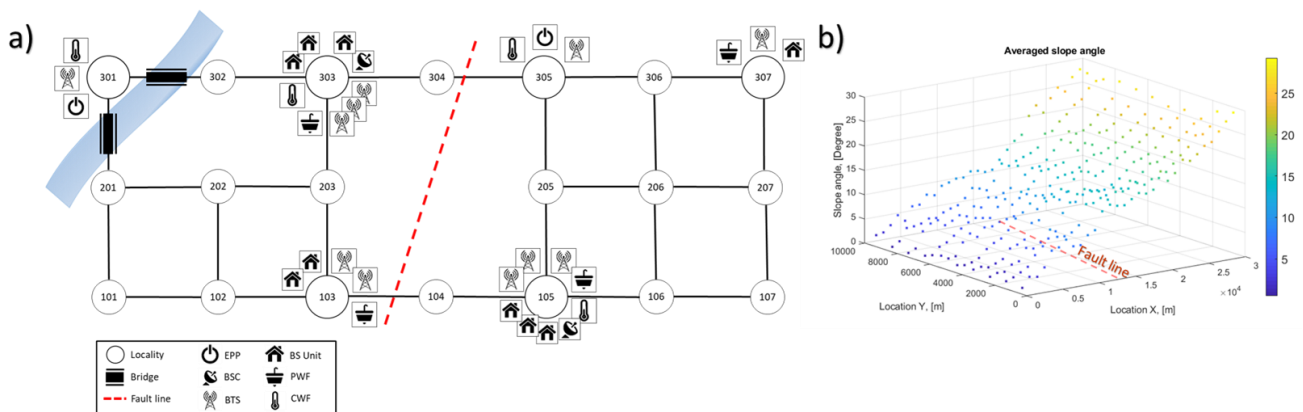 a)
301
302
303
304
305
306
307
201
202
203
205
206
207
101
102
103
104
105
106
107
Locality
EPP
BS Unit
Bridge
BSC
PWF
Fault line
BTS
CWF
b)
Averaged slope angle
Slope angle, [Degree]
30
25
20
15
10
5
0
10000
8000
6000
4000
2000
0
Location Y, [m]
0
0.5
1
1.5
2
2.5
3
×10⁴
Location X, [m]
Fault line
25
20
15
10
5